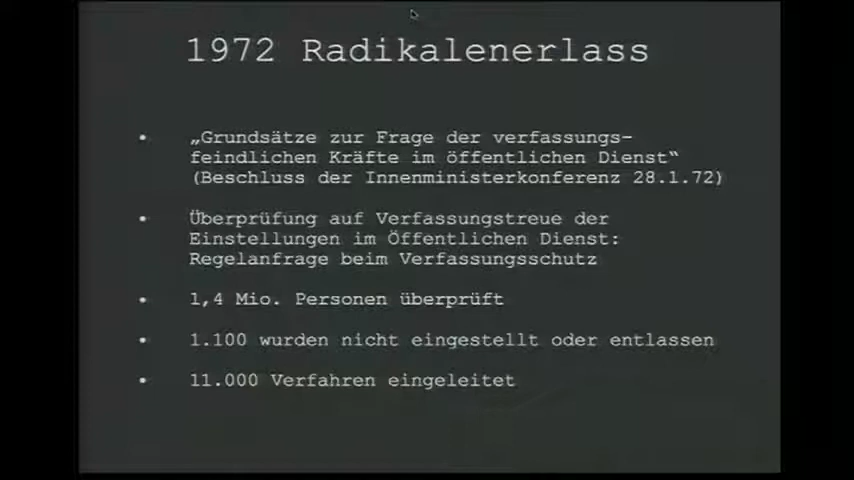 1972 Radikalenerlass
• „Grundsätze zur Frage der verfassungs-
feindlichen Kräfte im öffentlichen Dienst“
(Beschluss der Innenministerkonferenz 28.1.72)
• Überprüfung auf Verfassungstreue der
Einstellungen im Öffentlichen Dienst:
Regelanfrage beim Verfassungsschutz
• 1,4 Mio. Personen überprüft
• 1.100 wurden nicht eingestellt oder entlassen
• 11.000 Verfahren eingeleitet